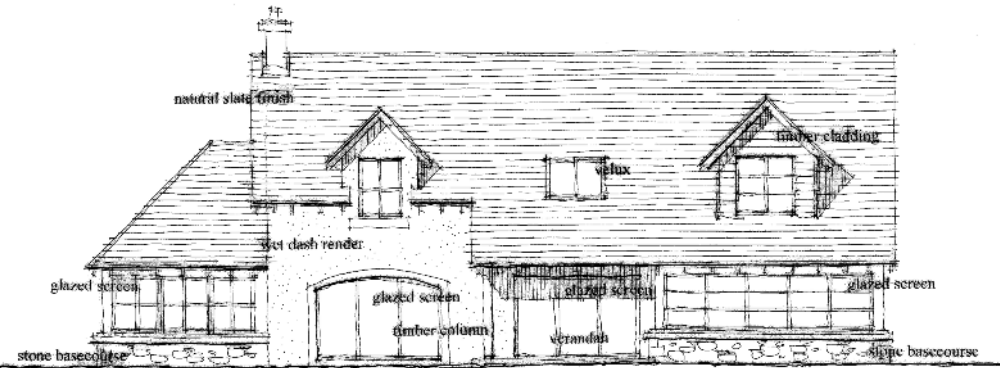 natural slate finish
timber cladding
velux
wet dash render
glazed screen
glazed screen
glazed screen
glazed screen
timber column
verandah
stone basecourse
stone basecourse